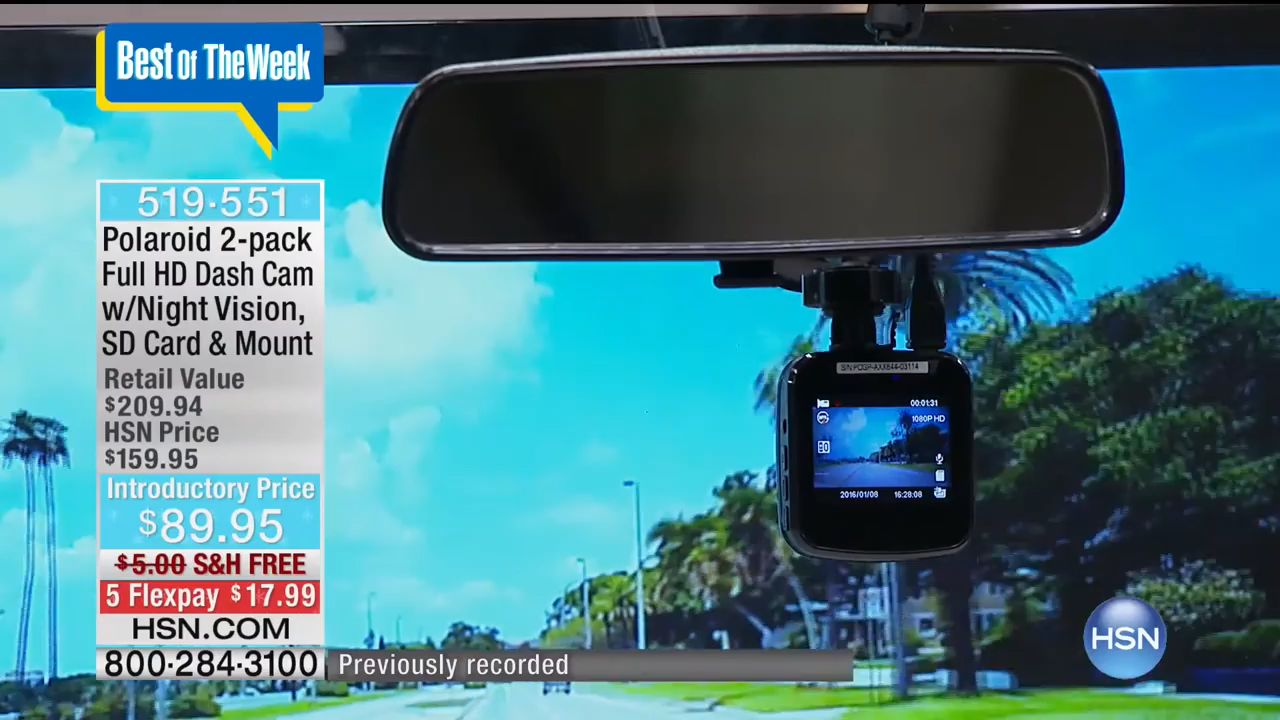 Best of The Week
519·551
Polaroid 2-pack
Full HD Dash Cam
w/Night Vision,
SD Card & Mount
Retail Value
$209.94
HSN Price
$159.95
Introductory Price
$89.95
$5.00 S&H FREE
5 Flexpay $17.99
HSN.COM
800·284·3100
Previously recorded
00:01:31
1080P HD
2016/01/08 16:28:08
HSN